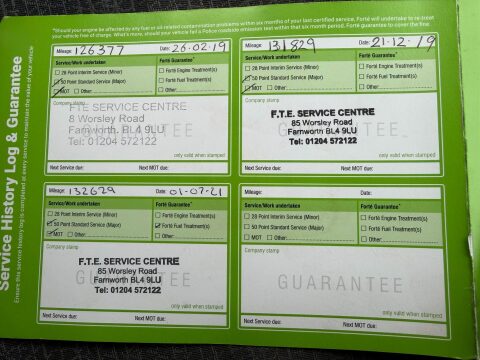 *Should your engine be affected by any fuel or oil related contamination problems within six months of your last certified service, Forté will undertake to re-treat
your vehicle free of charge. What's more, should your vehicle fail a Police roadside emissions test within that six month period, Forté guarantee to cover the fine.
Service History Log & Guarantee
Ensure this service history log is completed at every service to maintain the value of your vehicle
Mileage: 126377 Date: 26-02-19
Service/Work undertaken Forté Guarantee*
28 Point Interim Service (Minor) Forté Engine Treatment(s)
50 Point Standard Service (Major) Forté Fuel Treatment(s)
MOT Other: Other:
Company stamp
GUARANTEE
FTE SERVICE CENTRE
8 Worsley Road
Farnworth. BL4 9LU
Tel: 01204 572122
only valid when stamped
Next Service due: Next MOT due:
Mileage: 131829 Date: 21-12-19
Service/Work undertaken Forté Guarantee*
28 Point Interim Service (Minor) Forté Engine Treatment(s)
50 Point Standard Service (Major) Forté Fuel Treatment(s)
MOT Other: Other:
Company stamp
GUARANTEE
F.T.E. SERVICE CENTRE
85 Worsley Road
Farnworth BL4 9LU
Tel: 01204 572122
only valid when stamped
Next Service due: Next MOT due:
Mileage: 132629 Date: 01-07-21
Service/Work undertaken Forté Guarantee*
28 Point Interim Service (Minor) Forté Engine Treatment(s)
50 Point Standard Service (Major) Forté Fuel Treatment(s)
MOT Other: Other:
Company stamp
GUARANTEE
F.T.E. SERVICE CENTRE
85 Worsley Road
Farnworth BL4 9LU
Tel: 01204 572122
only valid when stamped
Next Service due: Next MOT due:
Mileage: Date:
Service/Work undertaken Forté Guarantee*
28 Point Interim Service (Minor) Forté Engine Treatment(s)
50 Point Standard Service (Major) Forté Fuel Treatment(s)
MOT Other: Other:
Company stamp
GUARANTEE
only valid when stamped
Next Service due: Next MOT due: